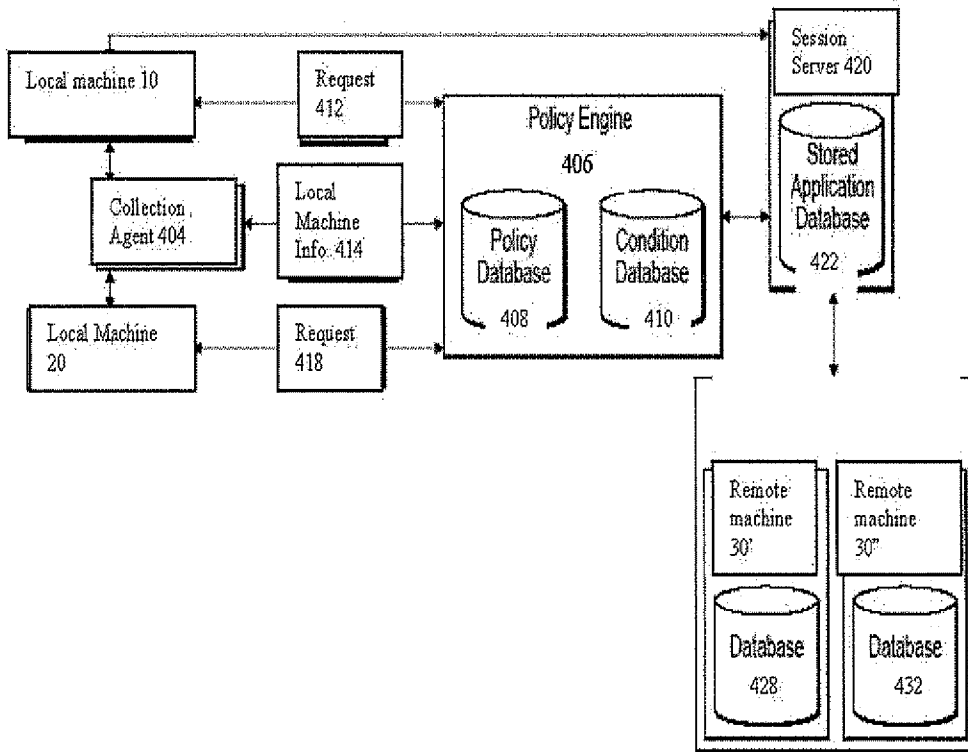 Local machine 10
Request
412
Session
Server 420
Policy Engine
406
Stored
Application
Database
422
Collection
Agent 404
Local
Machine
Info. 414
Policy
Database
408
Condition
Database
410
Local Machine
20
Request
418
Remote
machine
30'
Remote
machine
30"
Database
428
Database
432